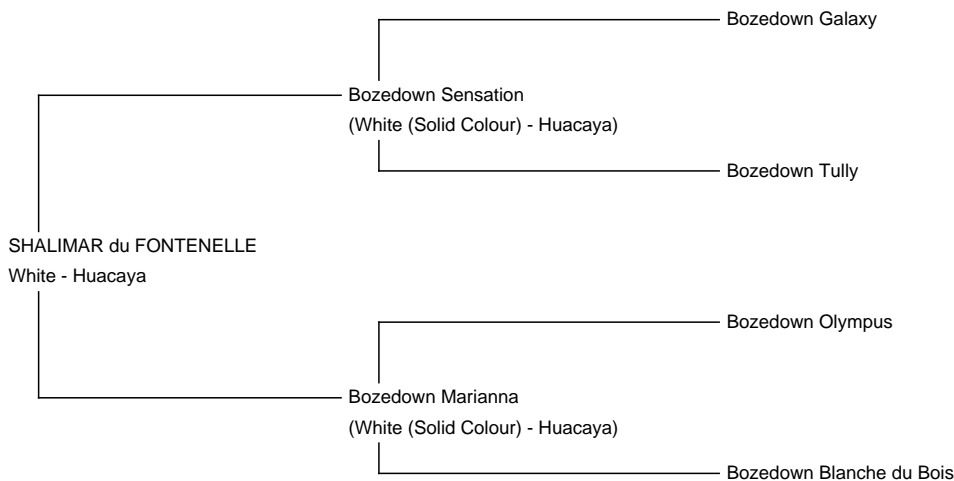 Bozedown Galaxy
Bozedown Sensation
(White (Solid Colour) - Huacaya)
Bozedown Tully
SHALIMAR du FONTENELLE
White - Huacaya
Bozedown Olympus
Bozedown Marianna
(White (Solid Colour) - Huacaya)
Bozedown Blanche du Bois